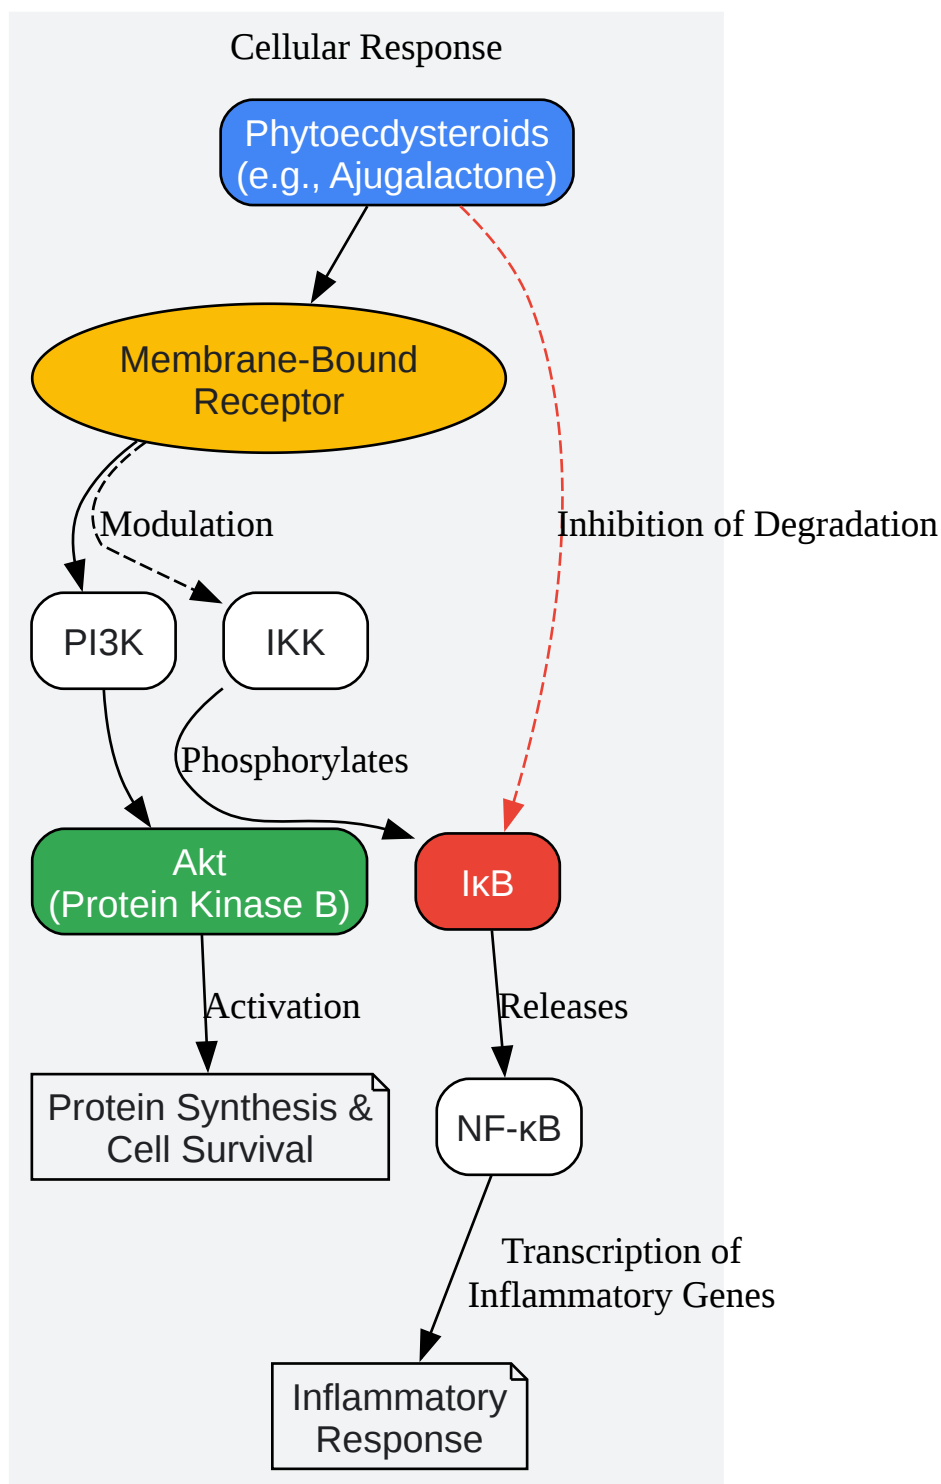 Cellular Response
Phytoecdysteroids
(e.g., Ajugalactone)
Membrane-Bound
Receptor
Modulation
Inhibition of Degradation
PI3K
IKK
Phosphorylates
Akt
(Protein Kinase B)
IκB
Activation
Releases
Protein Synthesis &
Cell Survival
NF-κB
Transcription of
Inflammatory Genes
Inflammatory
Response